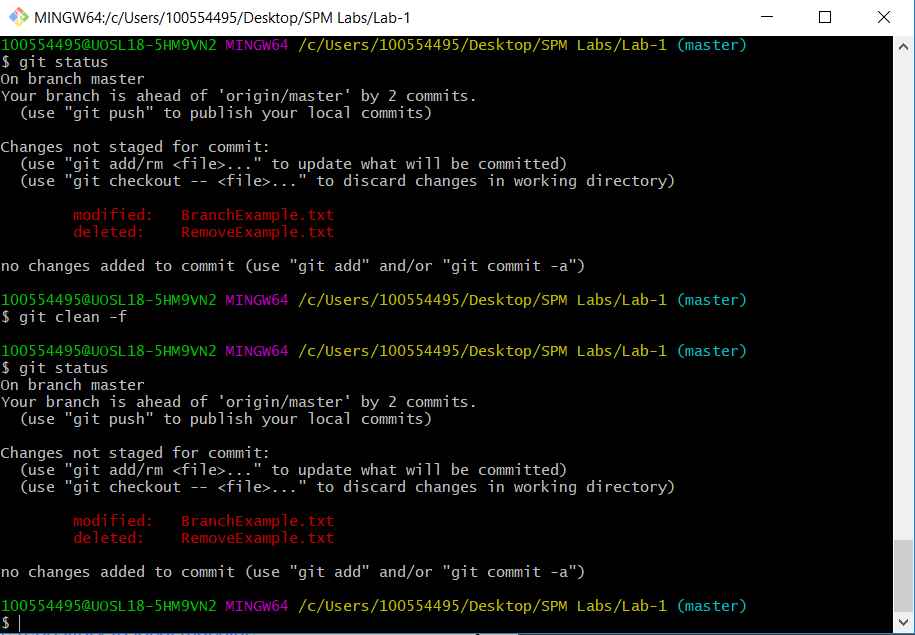 MINGW64:/c/Users/100554495/Desktop/SPM Labs/Lab-1
100554495@UOSL18-5HM9VN2 MINGW64 /c/Users/100554495/Desktop/SPM Labs/Lab-1 (master)
$ git status
On branch master
Your branch is ahead of 'origin/master' by 2 commits.
  (use "git push" to publish your local commits)

Changes not staged for commit:
  (use "git add/rm <file>..." to update what will be committed)
  (use "git checkout -- <file>..." to discard changes in working directory)

        modified:   BranchExample.txt
        deleted:    RemoveExample.txt

no changes added to commit (use "git add" and/or "git commit -a")

100554495@UOSL18-5HM9VN2 MINGW64 /c/Users/100554495/Desktop/SPM Labs/Lab-1 (master)
$ git clean -f

100554495@UOSL18-5HM9VN2 MINGW64 /c/Users/100554495/Desktop/SPM Labs/Lab-1 (master)
$ git status
On branch master
Your branch is ahead of 'origin/master' by 2 commits.
  (use "git push" to publish your local commits)

Changes not staged for commit:
  (use "git add/rm <file>..." to update what will be committed)
  (use "git checkout -- <file>..." to discard changes in working directory)

        modified:   BranchExample.txt
        deleted:    RemoveExample.txt

no changes added to commit (use "git add" and/or "git commit -a")

100554495@UOSL18-5HM9VN2 MINGW64 /c/Users/100554495/Desktop/SPM Labs/Lab-1 (master)
$